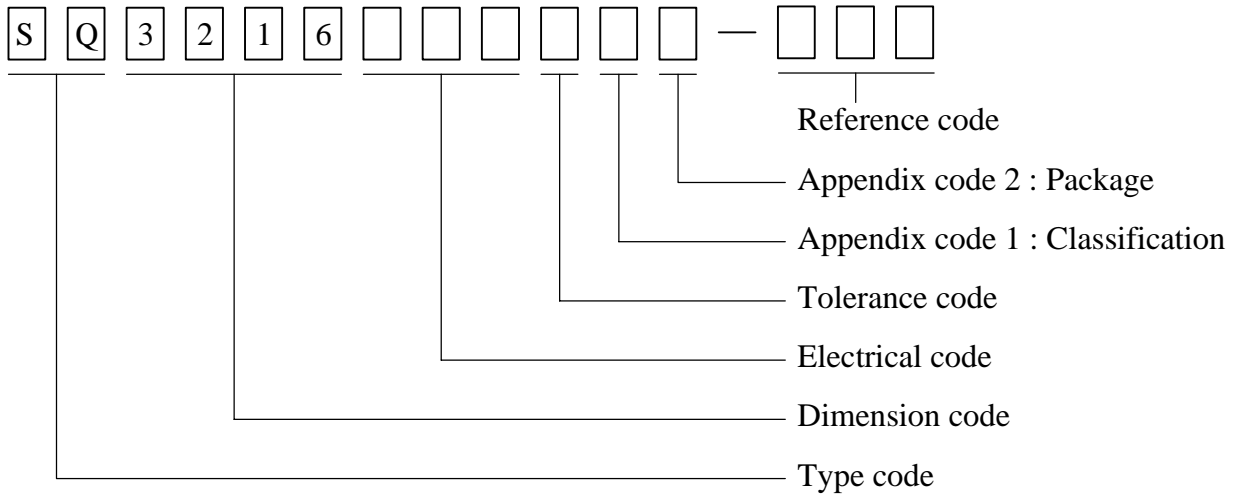 S Q 3 2 1 6 —
Reference code
Appendix code 2 : Package
Appendix code 1 : Classification
Tolerance code
Electrical code
Dimension code
Type code